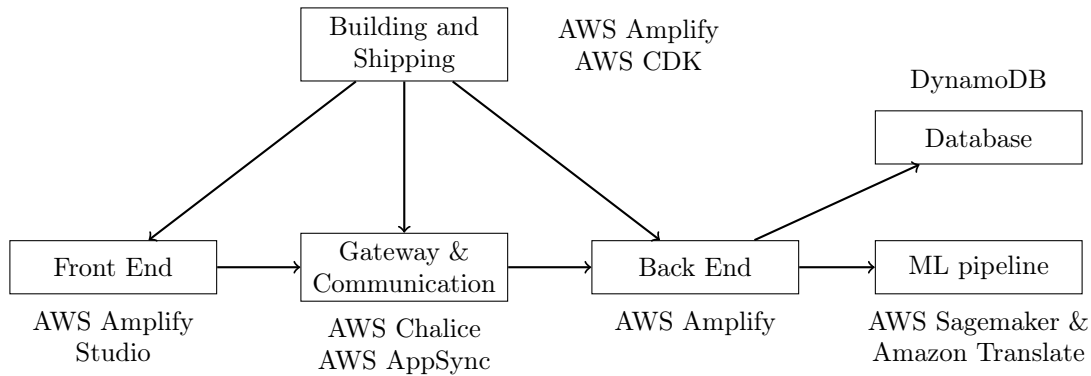 Building and
Shipping
AWS Amplify
AWS CDK
DynamoDB
Database
Front End
Gateway &
Communication
Back End
ML pipeline
AWS Amplify
Studio
AWS Chalice
AWS AppSync
AWS Amplify
AWS Sagemaker &
Amazon Translate